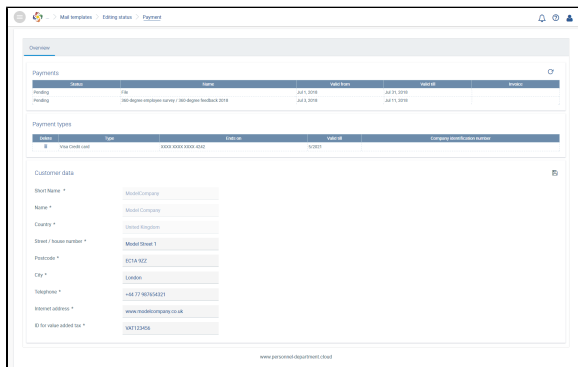 ... > Mail templates > Editing status > Payment
Overview
Payments
Status Name Valid from Valid till Invoice
Pending Jul 1, 2018 Jul 31, 2018
Pending 360-degree employee survey / 360-degree feedback 2018 Jul 3, 2018 Jul 11, 2018
Payment types
Delete Type Ends on Valid till Company identification number
Visa Credit card XXXX XXXX XXXX 4242 1/2021
Customer data
Short Name * ModelCompany
Name * Model Company
Country * United Kingdom
Street / house number * Model Street 1
Postcode * EC1A 9ZZ
City * London
Telephone * +44 77 987654321
Internet address * www.modelcompany.co.uk
ID for value added tax * VAT123456
www.personnel-department.cloud